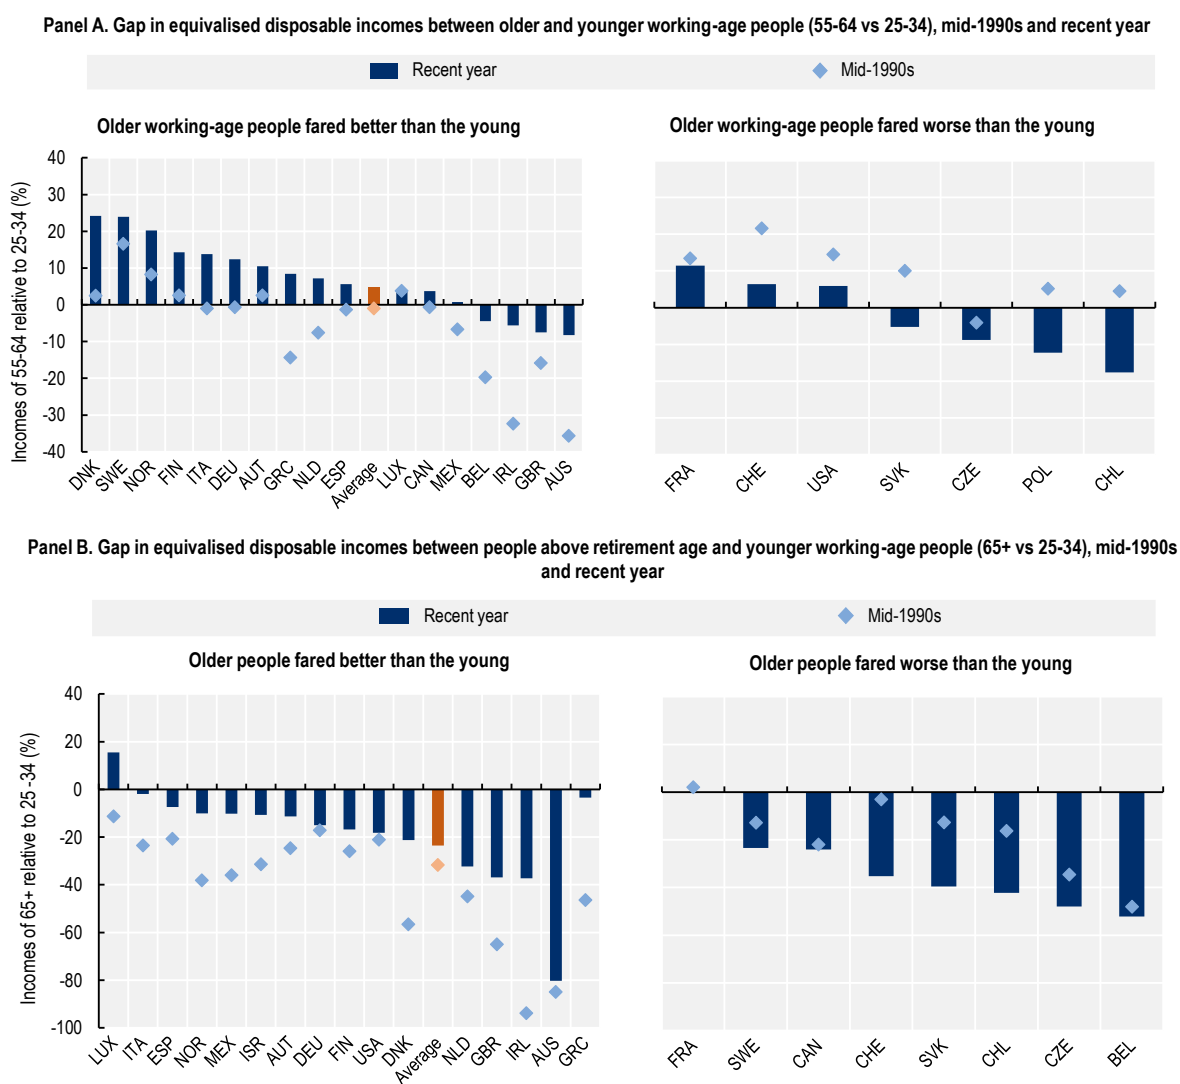 Panel A. Gap in equivalised disposable incomes between older and younger working-age people (55-64 vs 25-34), mid-1990s and recent year
Recent year
Mid-1990s
Older working-age people fared better than the young
Older working-age people fared worse than the young
Incomes of 55-64 relative to 25-34 (%)
40
30
20
10
0
-10
-20
-30
-40
DNK
SWE
NOR
FIN
ITA
DEU
AUT
GRC
NLD
ESP
Average
LUX
CAN
MEX
BEL
IRL
GBR
AUS
FRA
CHE
USA
SVK
CZE
POL
CHL
Panel B. Gap in equivalised disposable incomes between people above retirement age and younger working-age people (65+ vs 25-34), mid-1990s
and recent year
Recent year
Mid-1990s
Older people fared better than the young
Older people fared worse than the young
Incomes of 65+ relative to 25 -34 (%)
40
20
0
-20
-40
-60
-80
-100
LUX
ITA
ESP
NOR
MEX
ISR
AUT
DEU
FIN
USA
DNK
Average
NLD
GBR
IRL
AUS
GRC
FRA
SWE
CAN
CHE
SVK
CHL
CZE
BEL